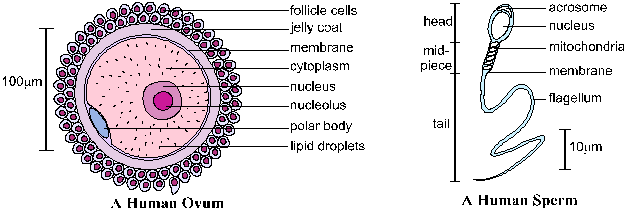 follicle cells
jelly coat
membrane
cytoplasm
nucleus
nucleolus
polar body
lipid droplets
100µm
A Human Ovum
head
mid-
piece
tail
acrosome
nucleus
mitochondria
membrane
flagellum
10µm
A Human Sperm